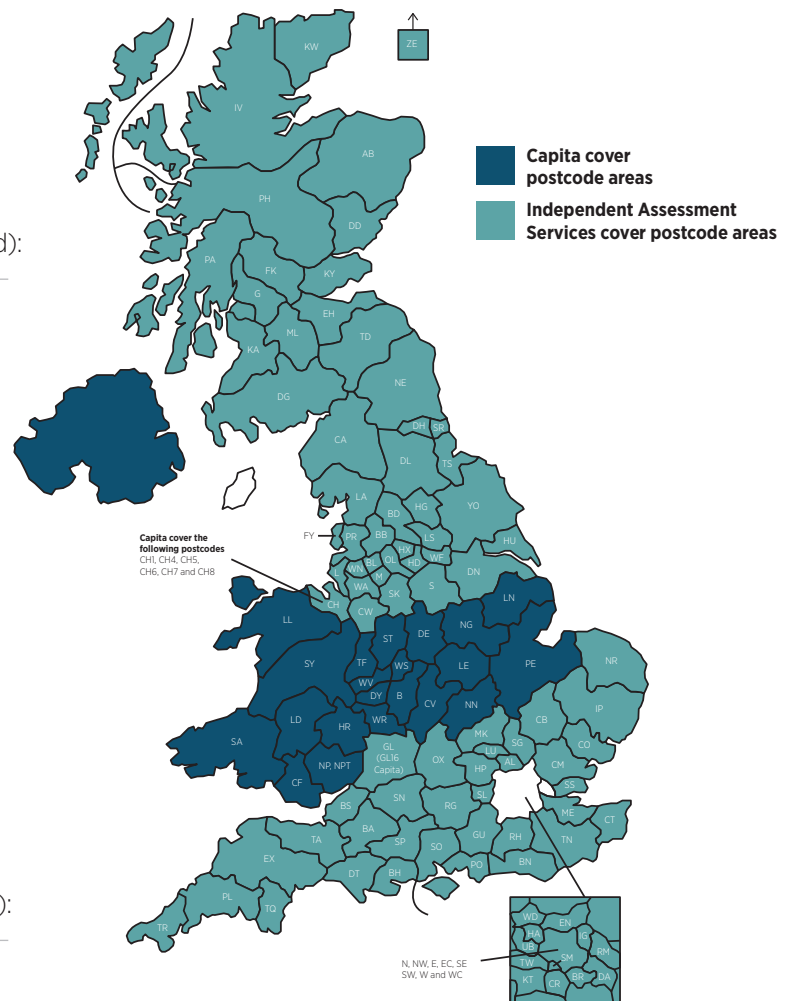 KW
ZE
IV
AB
Capita cover
postcode areas
PH
Independent Assessment
Services cover postcode areas
DD
d):
PA
FK
KY
G
EH
ML
TD
KA
NE
DG
DH
SR
CA
DL
TS
LA
HG
YO
BD
FY
PR
BB
LS
HU
Capita cover the
following postcodes
CH1, CH4, CH5,
CH6, CH7 and CH8
HX
WF
OL
BL
HD
WN
L
M
DN
WA
S
SK
CH
CW
LN
LL
NG
DE
ST
SY
TF
WS
LE
PE
NR
WV
DY
B
CV
NN
IP
LD
WR
CB
HR
SA
MK
SG
CO
GL
(GL16
Capita)
LU
OX
AL
CM
NP, NPT
HP
CF
SS
SL
SN
BS
RG
ME
CT
BA
GU
RH
TN
TA
SP
SO
EX
PO
BN
DT
BH
PL
TQ
TR
):
WD
EN
HA
IG
UB
RM
N, NW, E, EC, SE
SW, W and WC
TW
SM
KT
CR
BR
DA